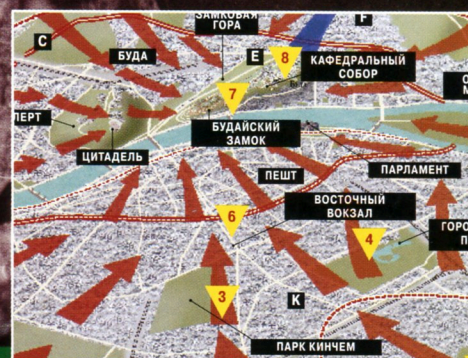 ЗАМКОВАЯ
ГОРА
F
C
БУДА
E
8
КАФЕДРАЛЬНЫЙ
СОБОР
7
БУДАЙСКИЙ
ЗАМОК
ЦИТАДЕЛЬ
ПАРЛАМЕНТ
ПЕШТ
ВОСТОЧНЫЙ
ВОКЗАЛ
6
4
3
K
ПАРК КИНЧЕМ